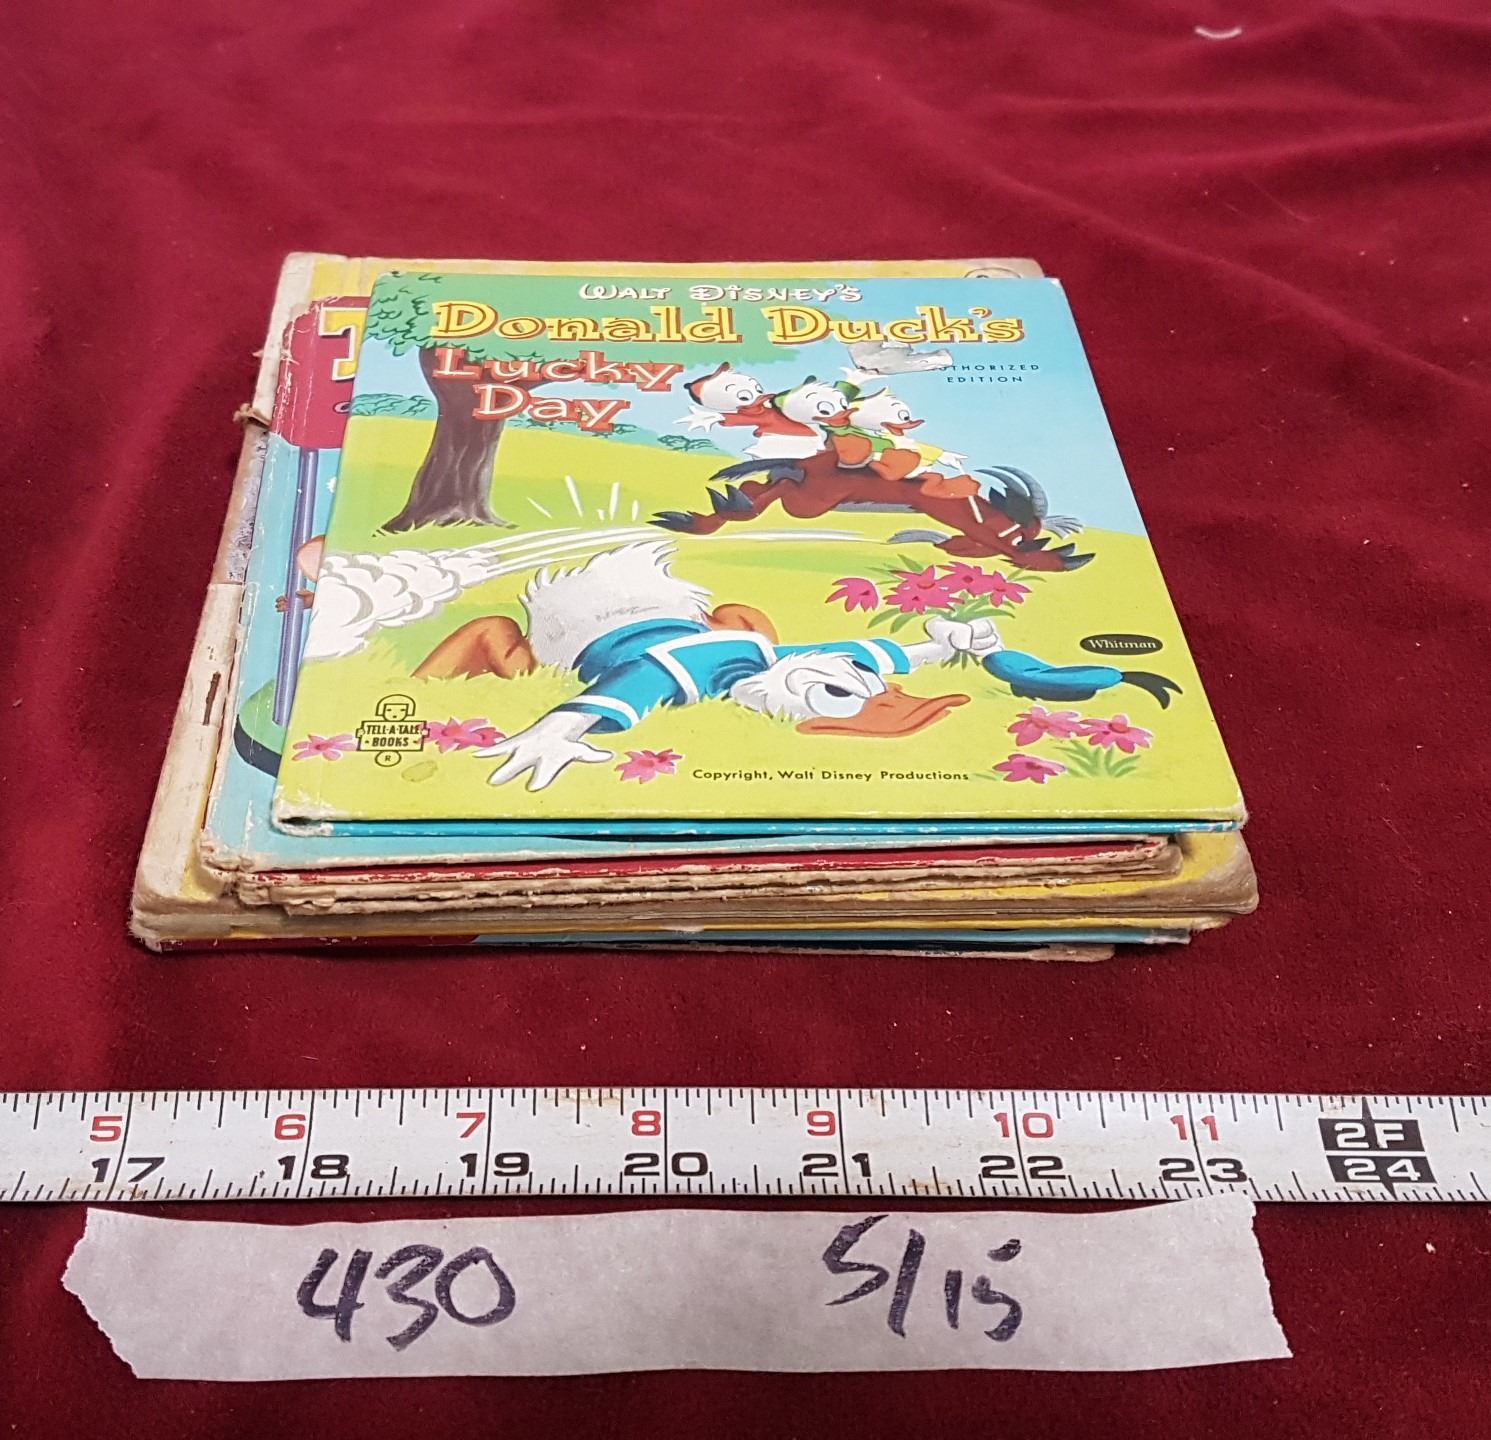 WALT DISNEY'S
Donald Duck's
Lucky
Day
UTHORIZED
EDITION
Whitman
TELL-A-TALE
BOOKS
R
Copyright, Walt Disney Productions
5 6 7 8 9 10 11 2F
17 18 19 20 21 22 23 24
430 5/15